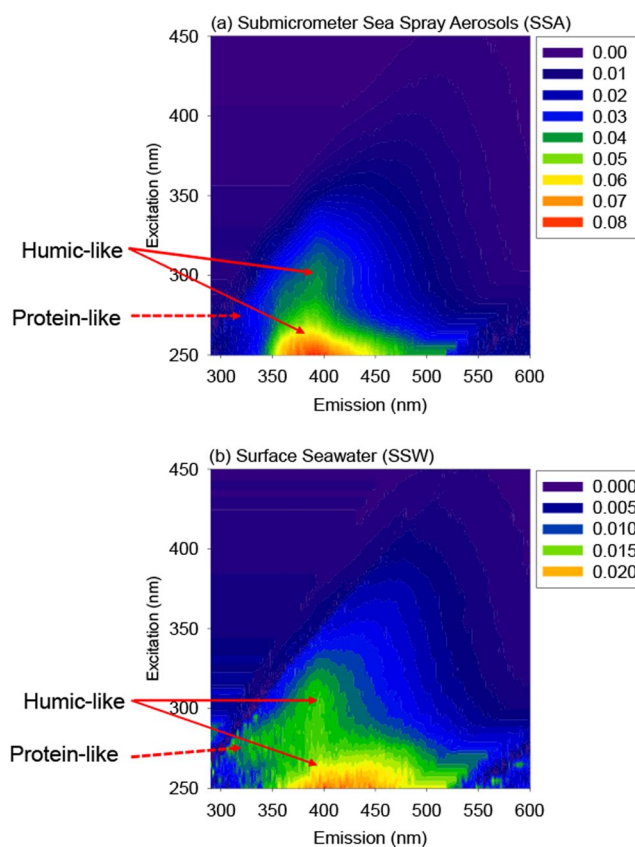 (a) Submicrometer Sea Spray Aerosols (SSA)
450
400
350
300
250
Excitation (nm)
Humic-like
Protein-like
300 350 400 450 500 550 600
Emission (nm)
0.00
0.01
0.02
0.03
0.04
0.05
0.06
0.07
0.08
(b) Surface Seawater (SSW)
450
400
350
300
250
Excitation (nm)
Humic-like
Protein-like
300 350 400 450 500 550 600
Emission (nm)
0.000
0.005
0.010
0.015
0.020